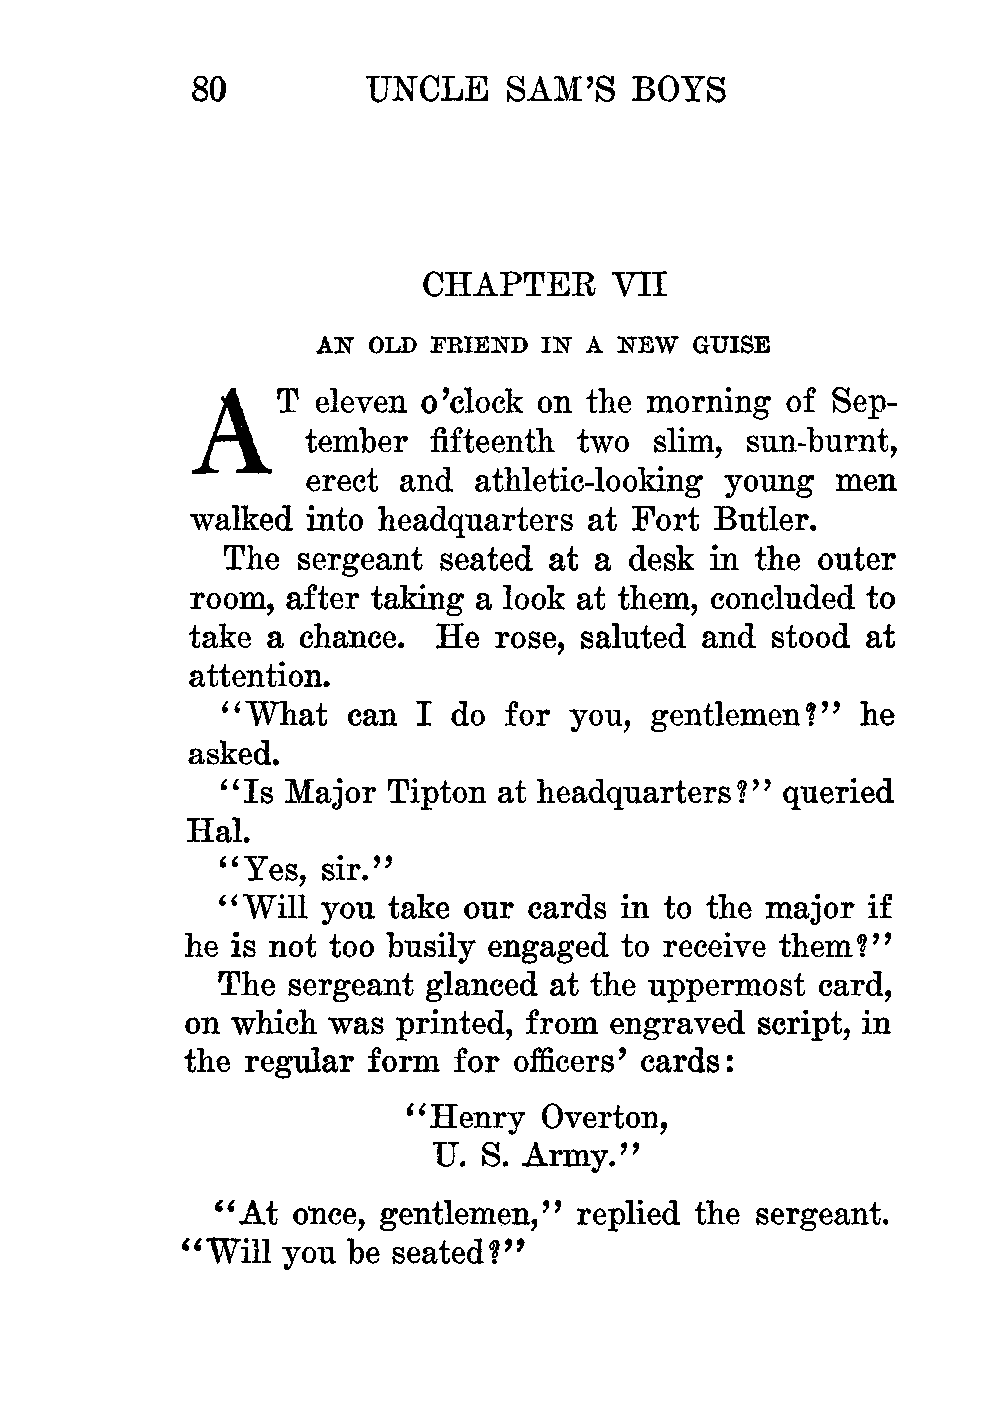 80 UNCLE SAM'S BOYS
CHAPTER VII
AN OLD FRIEND IN A NEW GUISE
AT eleven o'clock on the morning of Sep-
tember fifteenth two slim, sun-burnt,
erect and athletic-looking young men
walked into headquarters at Fort Butler.
The sergeant seated at a desk in the outer
room, after taking a look at them, concluded to
take a chance. He rose, saluted and stood at
attention.
"What can I do for you, gentlemen?" he
asked.
"Is Major Tipton at headquarters?" queried
Hal.
"Yes, sir."
"Will you take our cards in to the major if
he is not too busily engaged to receive them?"
The sergeant glanced at the uppermost card,
on which was printed, from engraved script, in
the regular form for officers' cards:
"Henry Overton,
U. S. Army."
"At once, gentlemen," replied the sergeant.
"Will you be seated?"